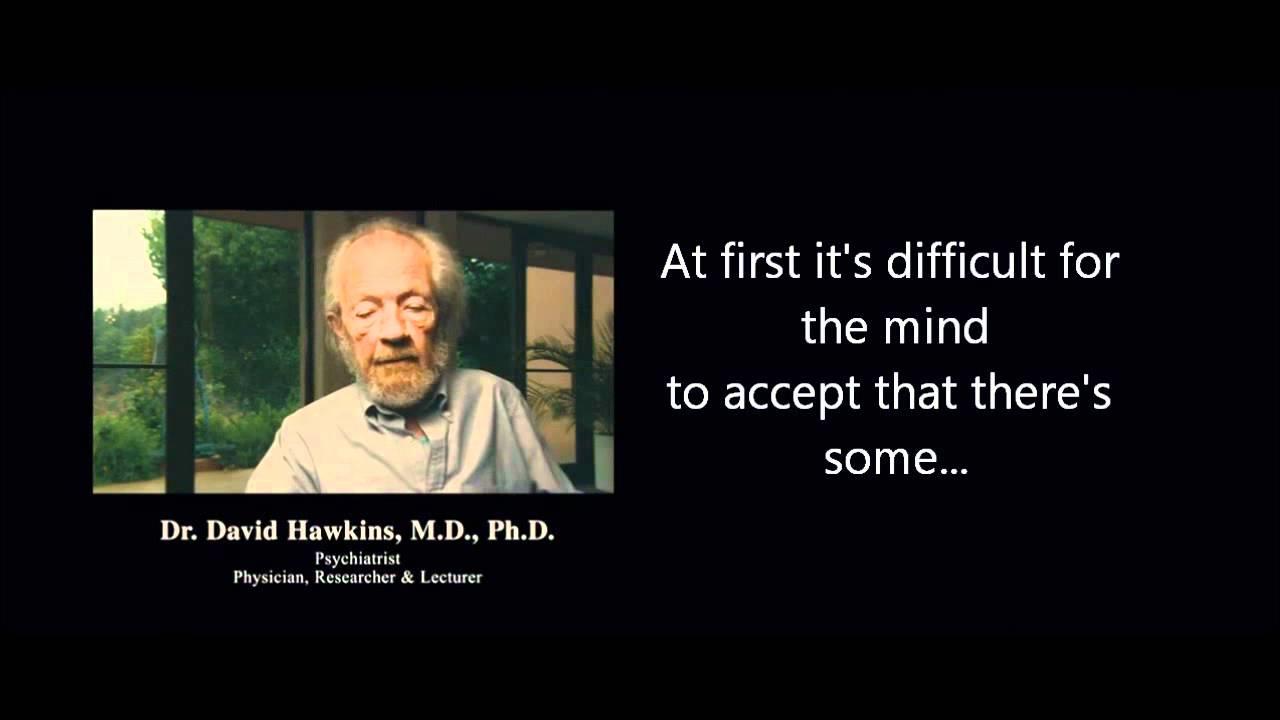 At first it's difficult for
the mind
to accept that there's
some...
Dr. David Hawkins, M.D., Ph.D.
Psychiatrist
Physician, Researcher & Lecturer